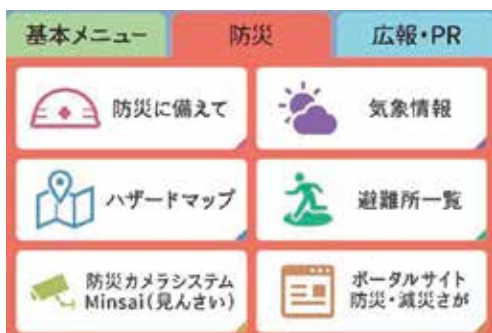 基本メニュー
防災
広報・PR
防災に備えて
気象情報
ハザードマップ
避難所一覧
防災カメラシステム
Minsai(見んさい)
ポータルサイト
防災・減災さが